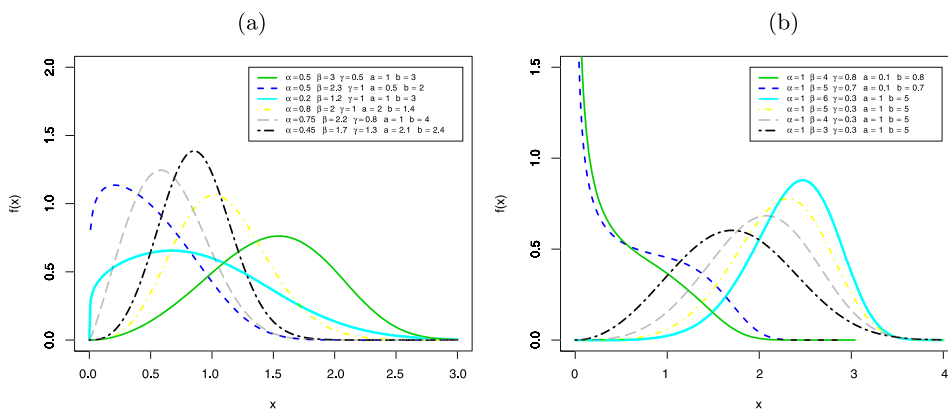 (a)
2.0
1.5
1.0
0.5
0.0
f(x)
α=0.5 β=3 γ=0.5 a=1 b=3
α=0.5 β=2.3 γ=1 a=0.5 b=2
α=0.2 β=1.2 γ=1 a=1 b=3
α=0.8 β=2 γ=1 a=2 b=1.4
α=0.75 β=2.2 γ=0.8 a=1 b=4
α=0.45 β=1.7 γ=1.3 a=2.1 b=2.4
0.0 0.5 1.0 1.5 2.0 2.5 3.0
x
(b)
1.5
1.0
0.5
0.0
f(x)
α=1 β=4 γ=0.8 a=0.1 b=0.8
α=1 β=5 γ=0.7 a=0.1 b=0.7
α=1 β=6 γ=0.3 a=1 b=5
α=1 β=5 γ=0.3 a=1 b=5
α=1 β=4 γ=0.3 a=1 b=5
α=1 β=3 γ=0.3 a=1 b=5
0 1 2 3 4
x